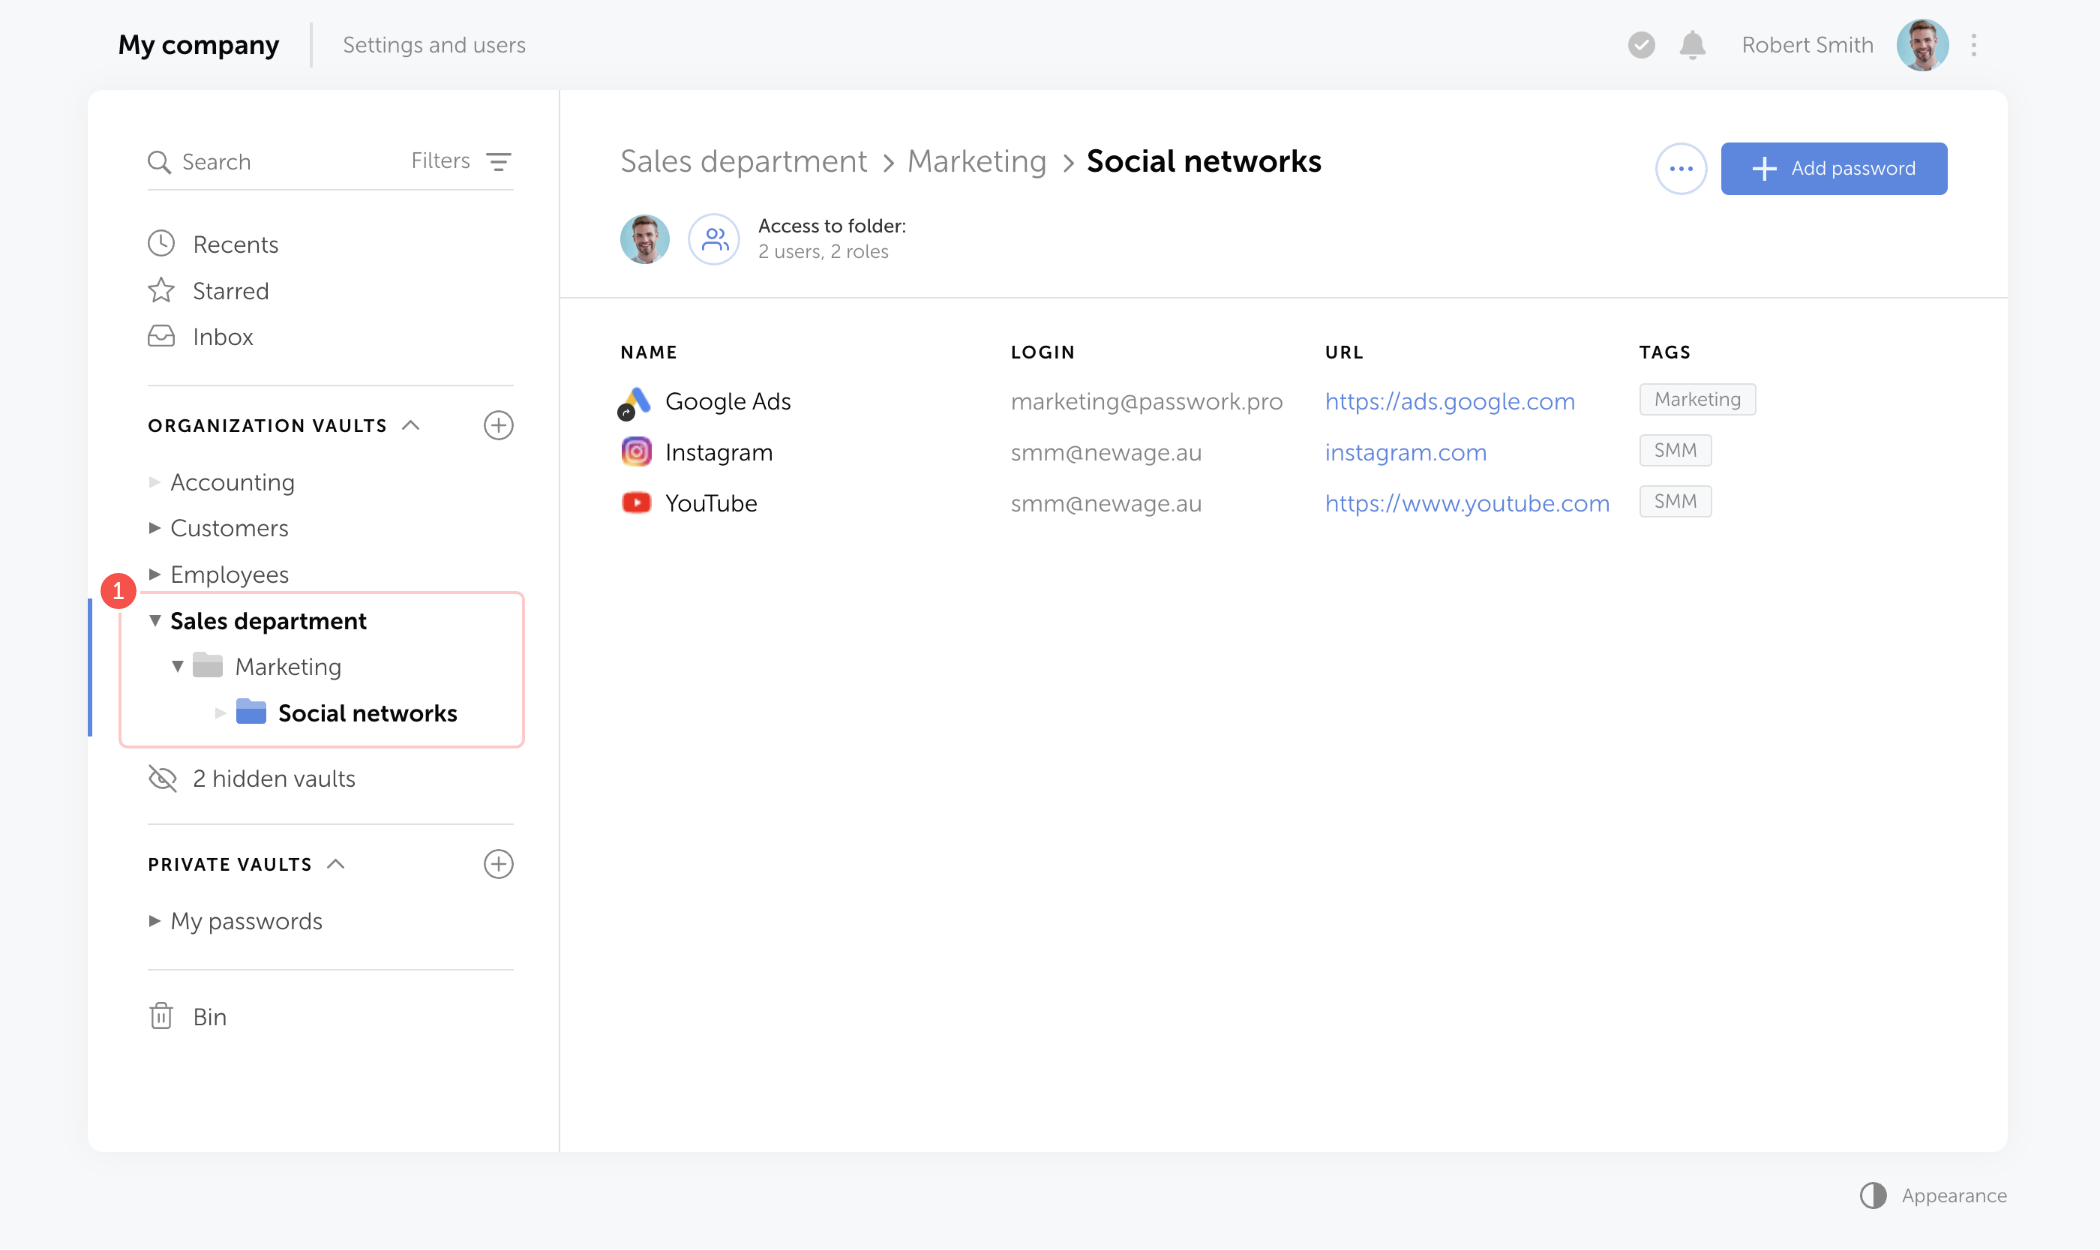 My company
Settings and users
Robert Smith
Search
Filters
Recents
Starred
Inbox
ORGANIZATION VAULTS
Accounting
Customers
Employees
1
Sales department
Marketing
Social networks
2 hidden vaults
PRIVATE VAULTS
My passwords
Bin
Sales department > Marketing > Social networks
Add password
Access to folder:
2 users, 2 roles
NAME LOGIN URL TAGS
Google Ads marketing@passwork.pro https://ads.google.com Marketing
Instagram smm@newage.au instagram.com SMM
YouTube smm@newage.au https://www.youtube.com SMM
Appearance